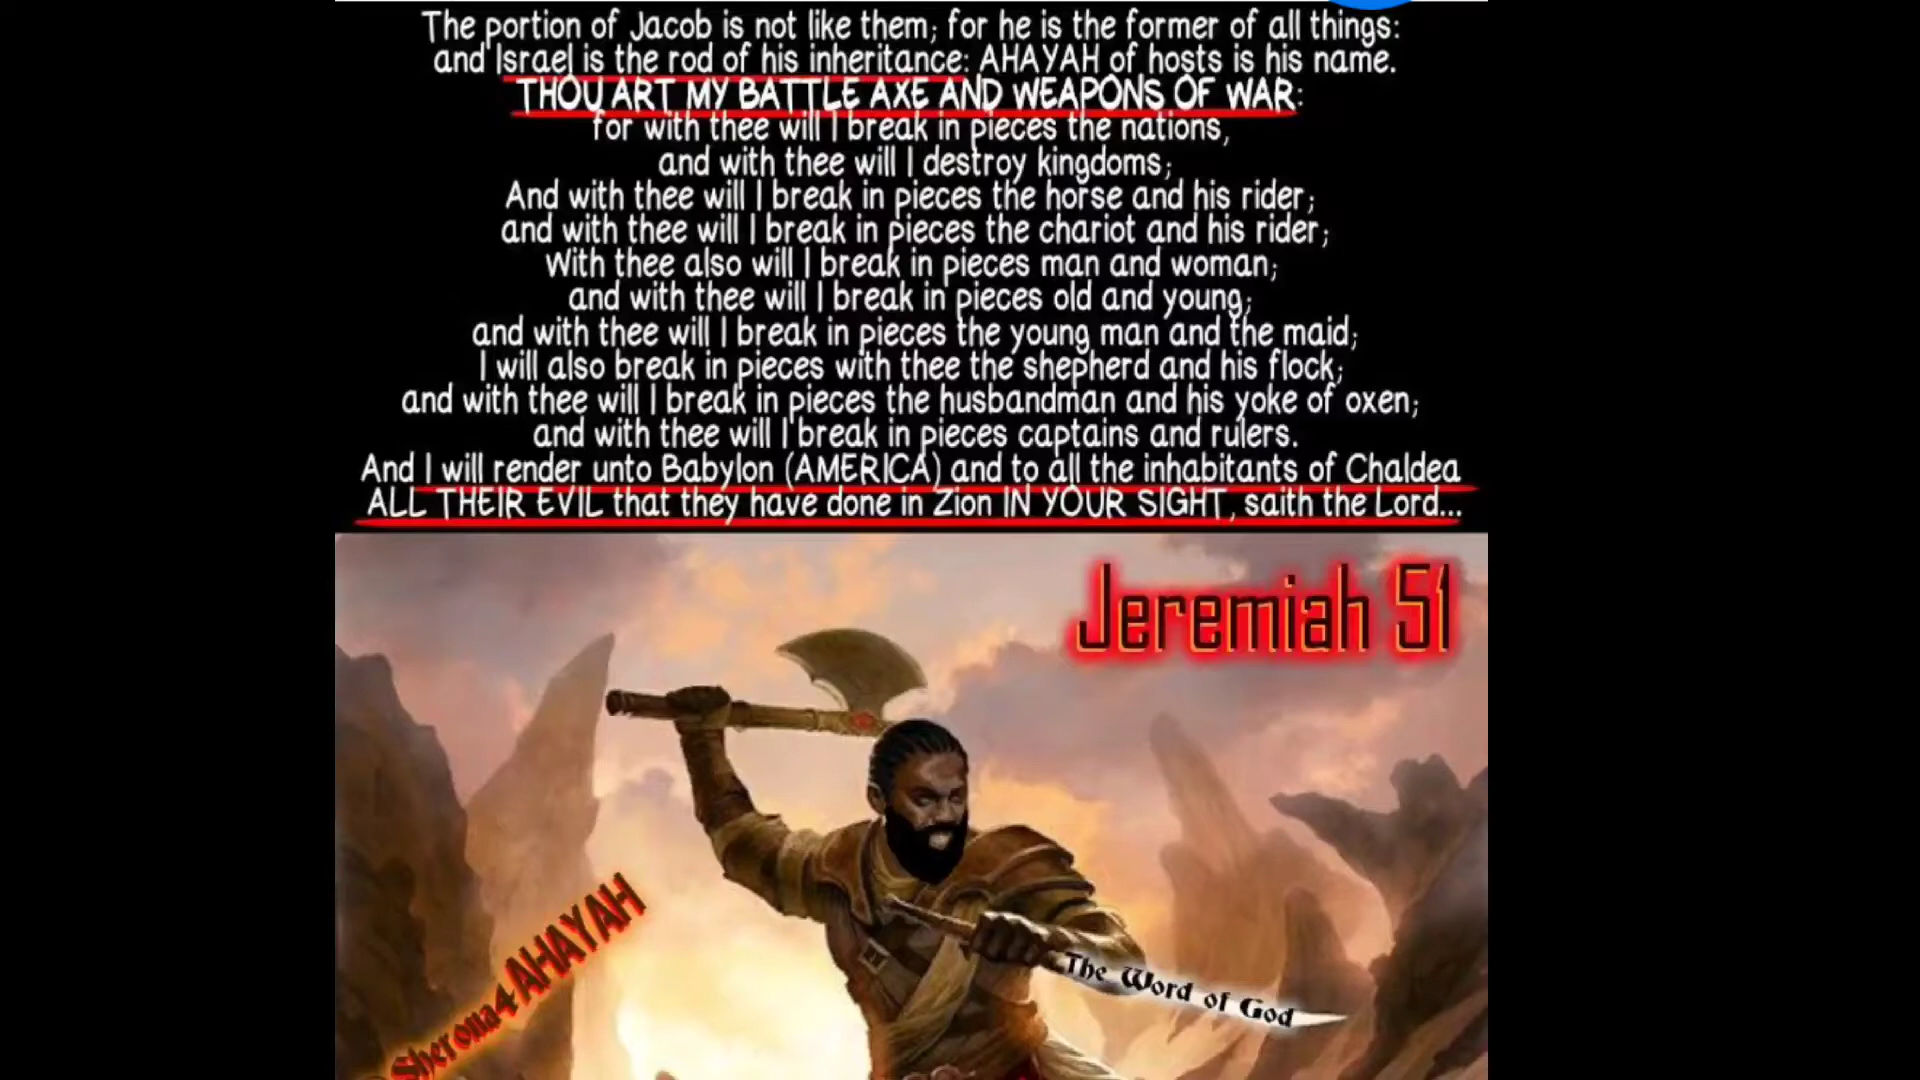 The portion of Jacob is not like them; for he is the former of all things:
and Israel is the rod of his inheritance: AHAYAH of hosts is his name.
THOU ART MY BATTLE AXE AND WEAPONS OF WAR:
for with thee will I break in pieces the nations,
and with thee will I destroy kingdoms;
And with thee will I break in pieces the horse and his rider;
and with thee will I break in pieces the chariot and his rider;
With thee also will I break in pieces man and woman;
and with thee will I break in pieces old and young;
and with thee will I break in pieces the young man and the maid;
I will also break in pieces with thee the shepherd and his flock;
and with thee will I break in pieces the husbandman and his yoke of oxen;
and with thee will I break in pieces captains and rulers.
And I will render unto Babylon (AMERICA) and to all the inhabitants of Chaldea
ALL THEIR EVIL that they have done in Zion IN YOUR SIGHT, saith the Lord...
Jeremiah 51
Sherona4AHAYAH
The Word of God